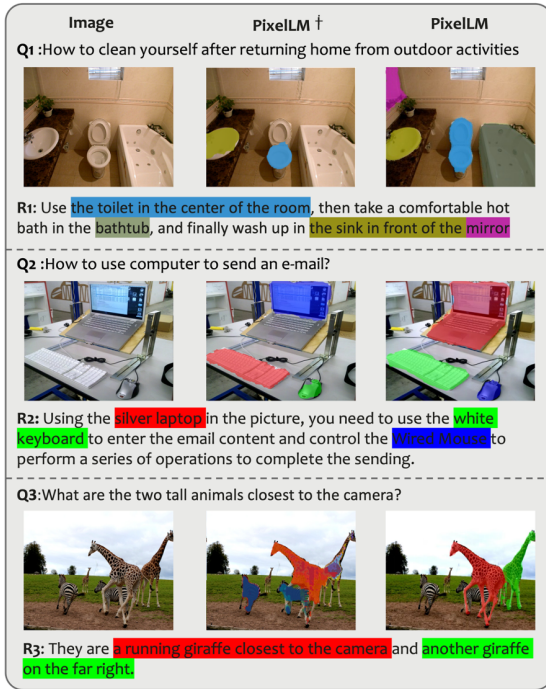 Image PixelLM † PixelLM
Q1 :How to clean yourself after returning home from outdoor activities
R1: Use the toilet in the center of the room, then take a comfortable hot
bath in the bathtub, and finally wash up in the sink in front of the mirror
Q2 :How to use computer to send an e-mail?
R2: Using the silver laptop in the picture, you need to use the white
keyboard to enter the email content and control the Wired Mouse to
perform a series of operations to complete the sending.
Q3:What are the two tall animals closest to the camera?
R3: They are a running giraffe closest to the camera and another giraffe
on the far right.